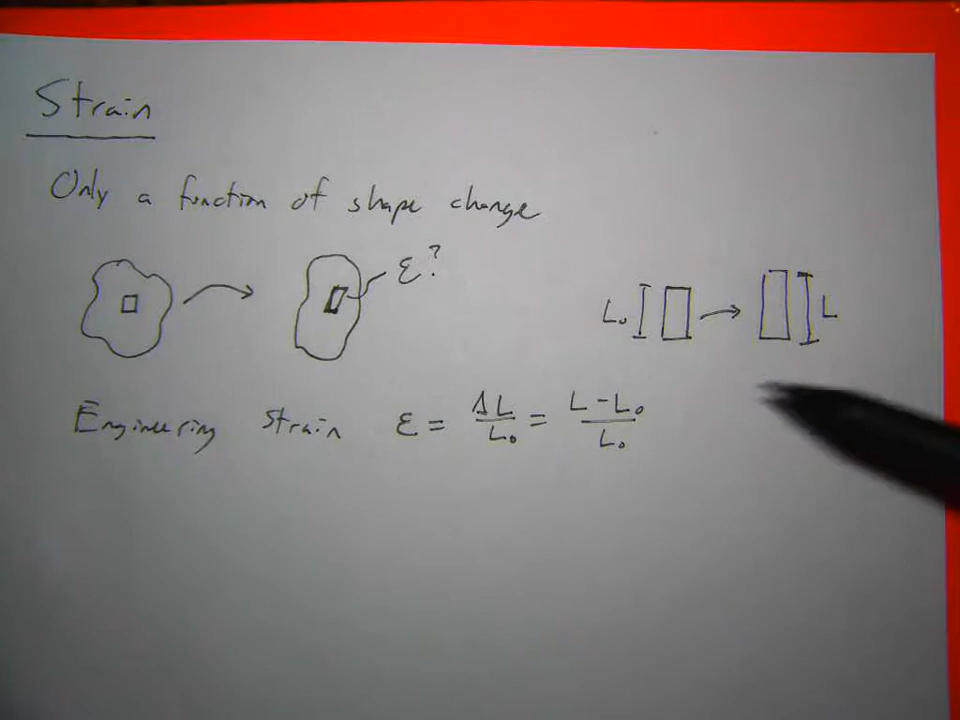 Strain
Only a function of shape change
ε?
L₀ L
Engineering Strain ε = ΔL/L₀ = L-L₀/L₀